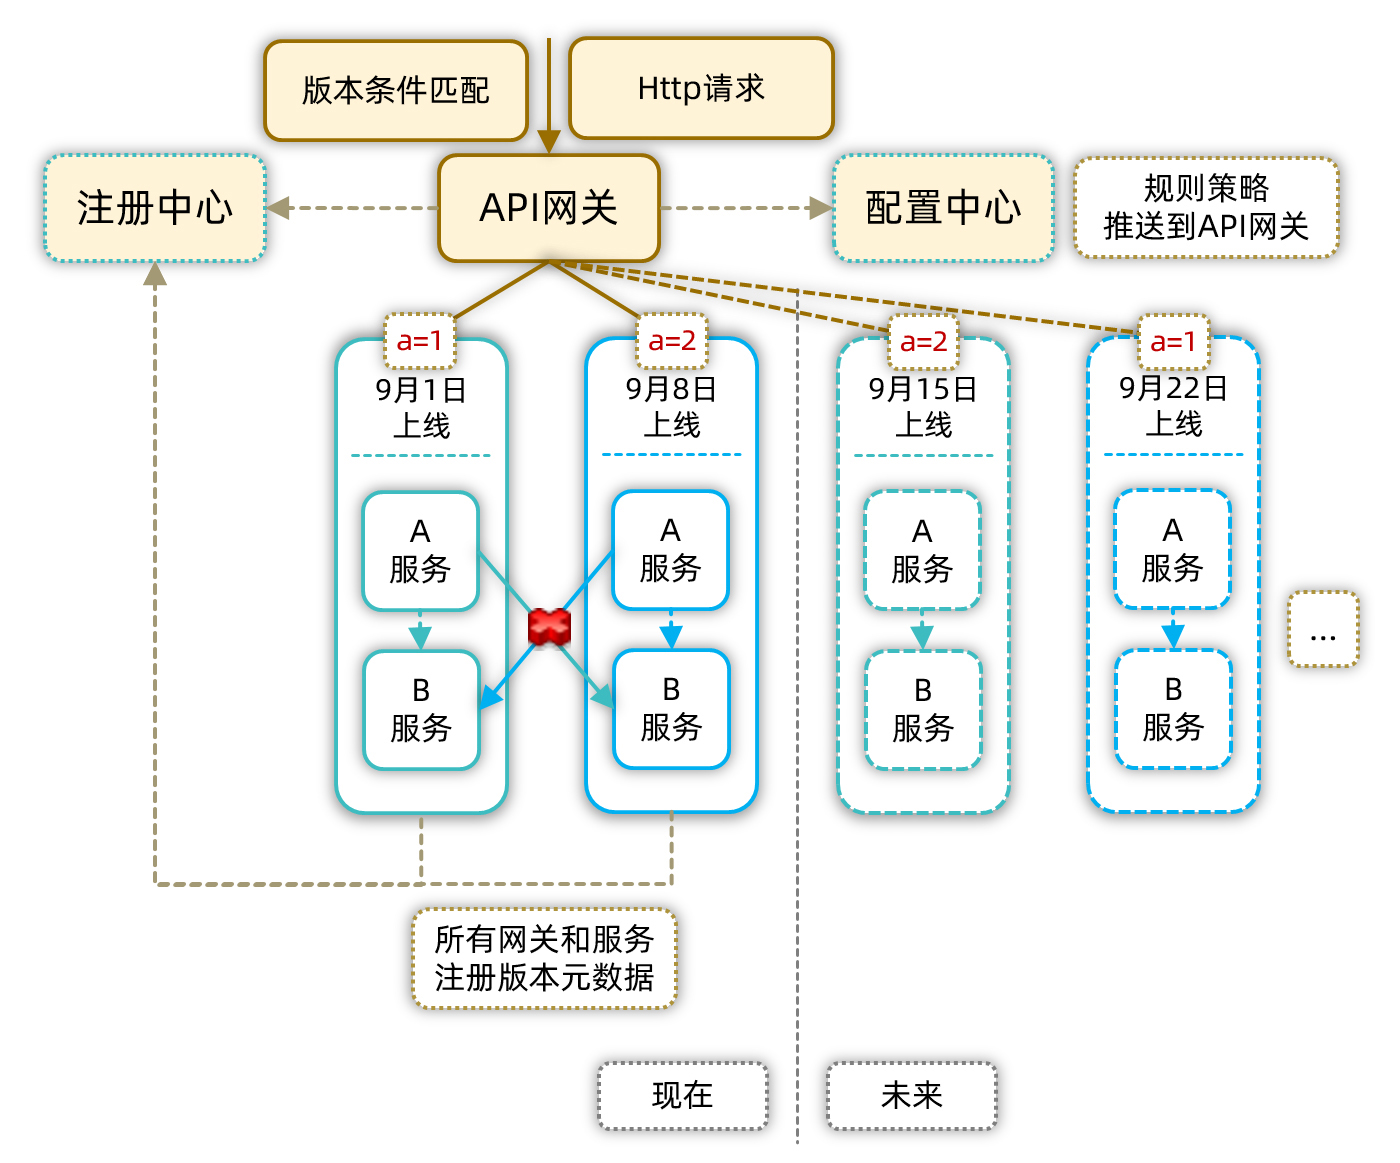 版本条件匹配
Http请求
注册中心
API网关
配置中心
规则策略
推送到API网关
a=1
a=2
a=2
a=1
9月1日
上线
9月8日
上线
9月15日
上线
9月22日
上线
A
服务
A
服务
A
服务
A
服务
...
B
服务
B
服务
B
服务
B
服务
所有网关和服务
注册版本元数据
现在
未来